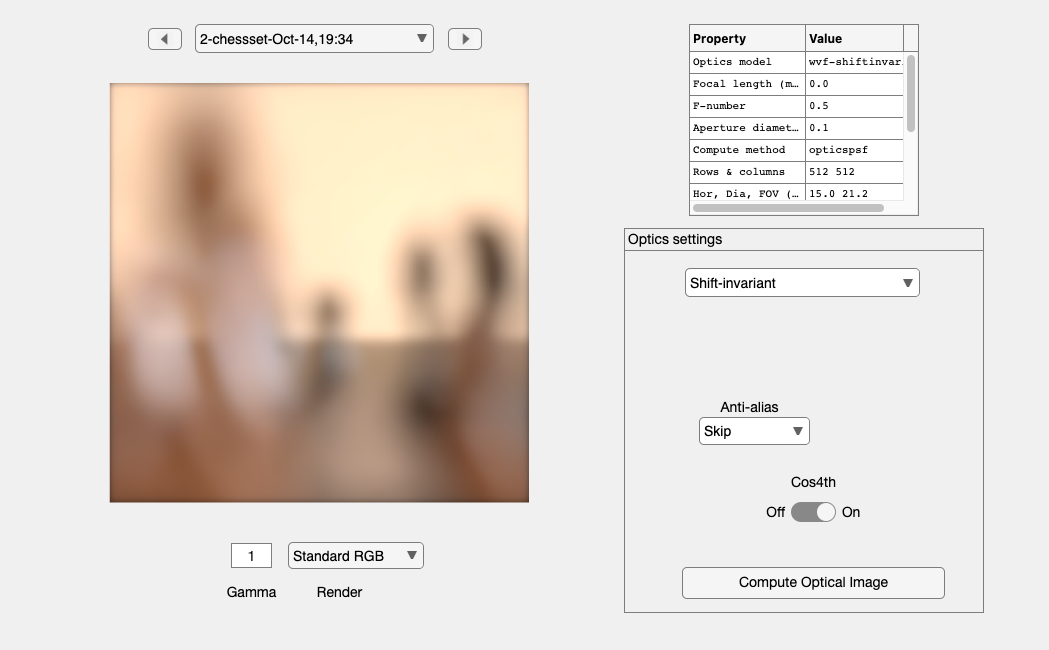 2-chessset-Oct-14,19:34
Property Value
Optics model wvf-shiftinvar
Focal length (m… 0.0
F-number 0.5
Aperture diamet… 0.1
Compute method opticspsf
Rows & columns 512 512
Hor, Dia, FOV (… 15.0 21.2
Optics settings
Shift-invariant
Anti-alias
Skip
Cos4th
Off On
Compute Optical Image
1 Standard RGB
Gamma Render